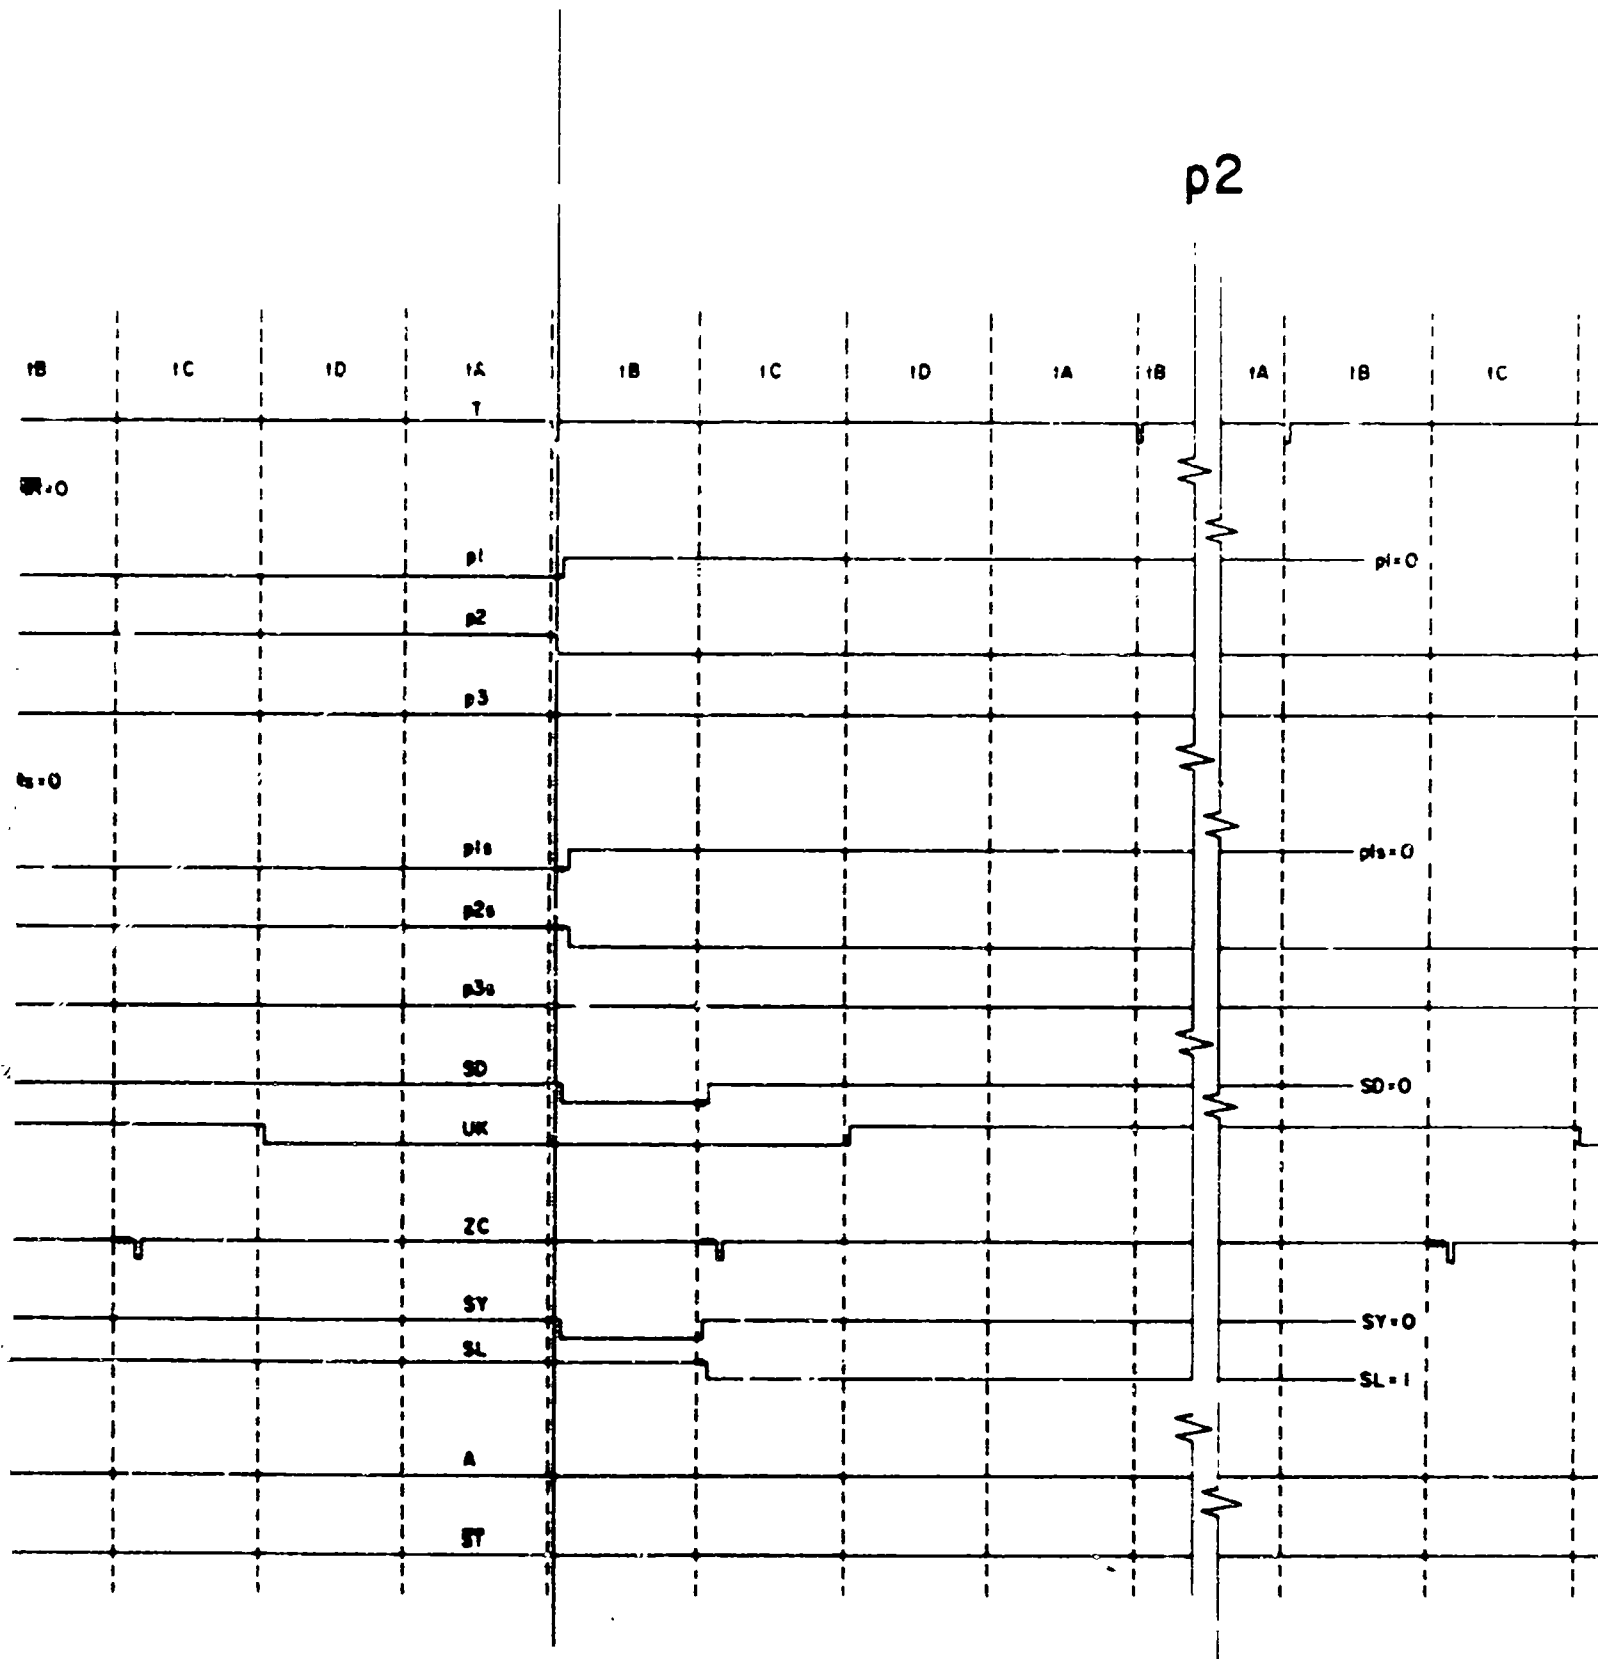 p2
tB tC tD tA tB tC tD tA tB tA tB tC
T
p1
p1=0
p2
p3
p1s
p1s=0
p2s
p3s
SD
SD=0
UK
ZC
SY
SY=0
SL
SL=1
A
ST